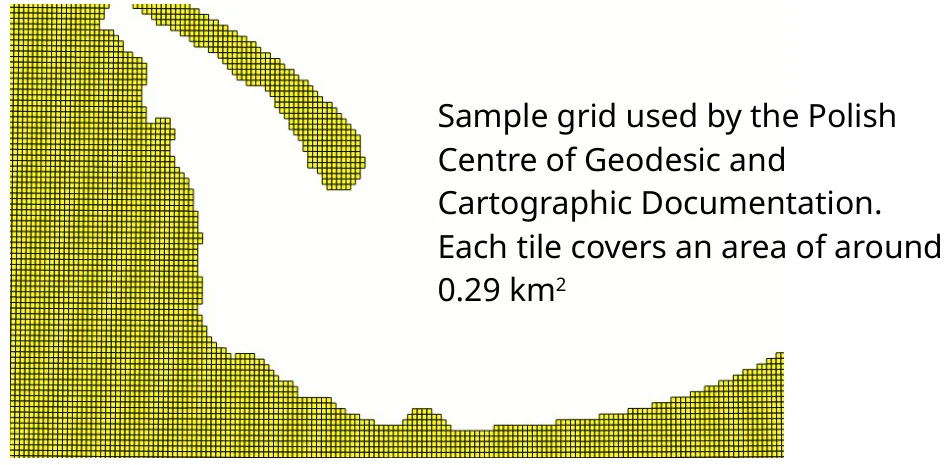 Sample grid used by the Polish
Centre of Geodesic and
Cartographic Documentation.
Each tile covers an area of around
0.29 km²